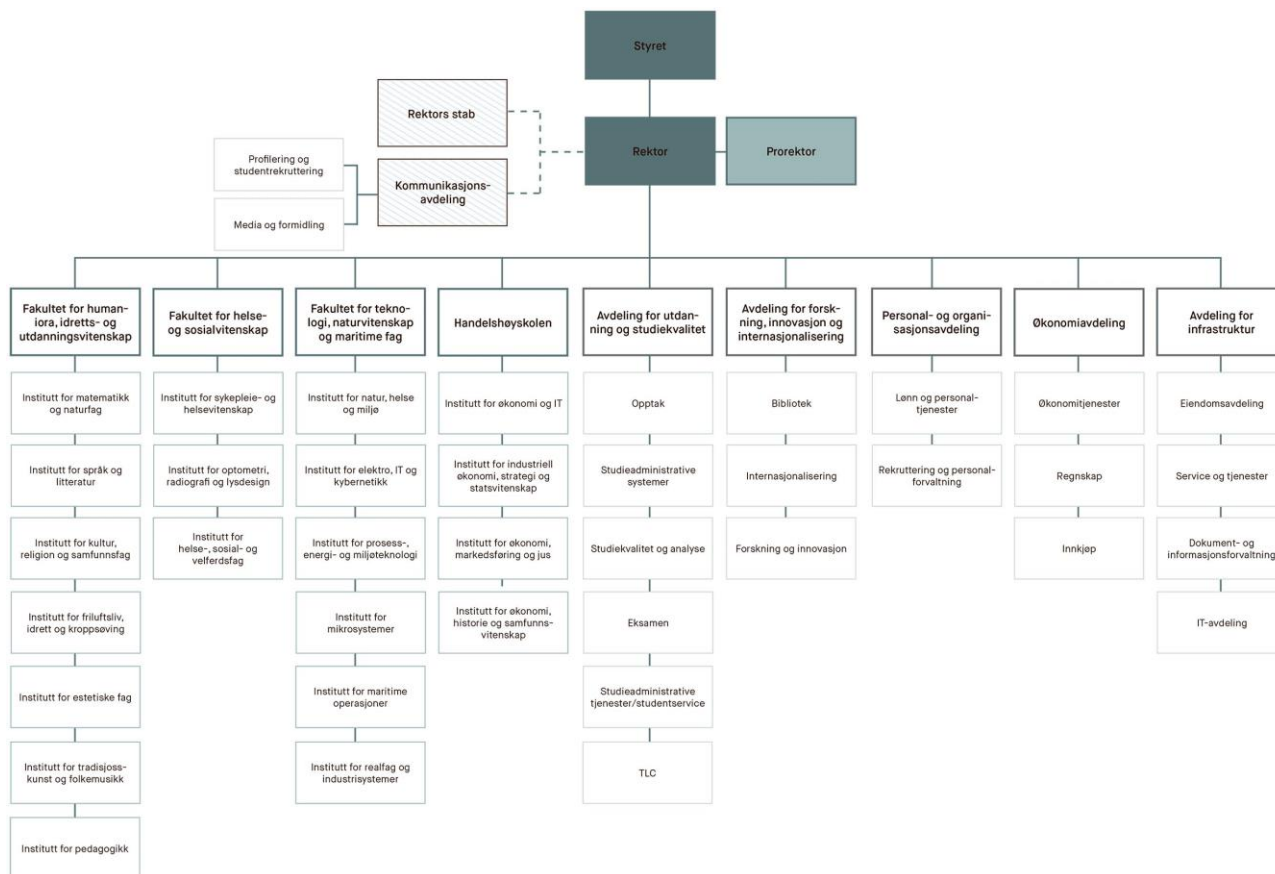 Styret
Rektors stab
Rektor
Prorektor
Profilering og
studentrekruttering
Kommunikasjons-
avdeling
Media og formidling
Fakultet for human-
iora, idretts- og
utdanningsvitenskap
Institutt for matematikk
og naturfag
Institutt for språk og
litteratur
Institutt for kultur,
religion og samfunnsfag
Institutt for friluftsliv,
idrett og kroppsøving
Institutt for estetiske fag
Institutt for tradisjoss-
kunst og folkemusikk
Institutt for pedagogikk
Fakultet for helse-
og sosialvitenskap
Institutt for sykepleie- og
helsevitenskap
Institutt for optometri,
radiografi og lysdesign
Institutt for
helse-, sosial- og
velferdsfag
Fakultet for teknolo-
gi, naturvitenskap
og maritime fag
Institutt for natur, helse
og miljø
Institutt for elektro, IT og
kybernetikk
Institutt for prosess-,
energi- og miljøteknologi
Institutt for
mikrosystemer
Institutt for maritime
operasjoner
Institutt for realfag og
industrisystemer
Handelshøyskolen
Institutt for økonomi og IT
Institutt for industriell
økonomi, strategi og
statsvitenskap
Institutt for økonomi,
markedsføring og jus
Institutt for økonomi,
historie og samfunns-
vitenskap
Avdeling for utdan-
ning og studiekvalitet
Opptak
Studieadministrative
systemer
Studiekvalitet og analyse
Eksamen
Studieadministrative
tjenester/studentservice
TLC
Avdeling for forsk-
ning, innovasjon og
internasjonalisering
Bibliotek
Internasjonalisering
Forskning og innovasjon
Personal- og organi-
sasjonsavdeling
Lønn og personal-
tjenester
Rekruttering og personal-
forvaltning
Økonomiavdeling
Økonomitjenester
Regnskap
Innkjøp
Avdeling for
infrastruktur
Eiendomsavdeling
Service og tjenester
Dokument- og
informasjonsforvaltning
IT-avdeling